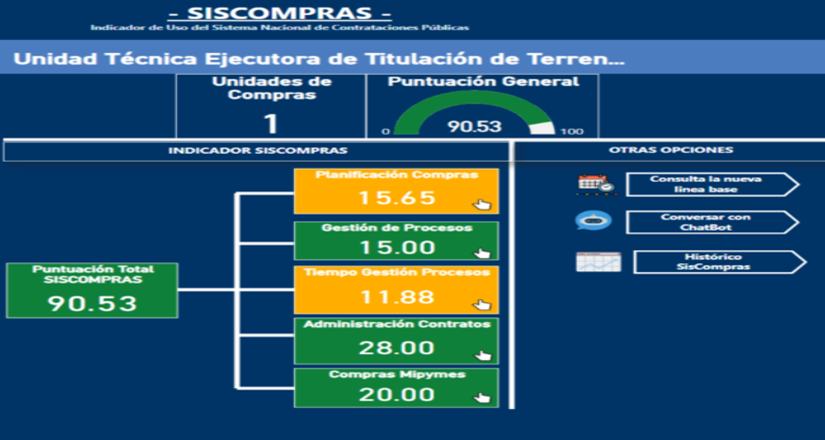 - SISCOMPRAS -
Indicador de Uso del Sistema Nacional de Contrataciones Públicas
Unidad Técnica Ejecutora de Titulación de Terren...
Unidades de
Compras
1
Puntuación General
0
90.53
100
INDICADOR SISCOMPRAS
Puntuación Total
SISCOMPRAS
90.53
Planificación Compras
15.65
Gestión de Procesos
15.00
Tiempo Gestión Procesos
11.88
Administración Contratos
28.00
Compras Mipymes
20.00
OTRAS OPCIONES
Consulta la nueva
linea base
Conversar con
ChatBot
Histórico
SisCompras